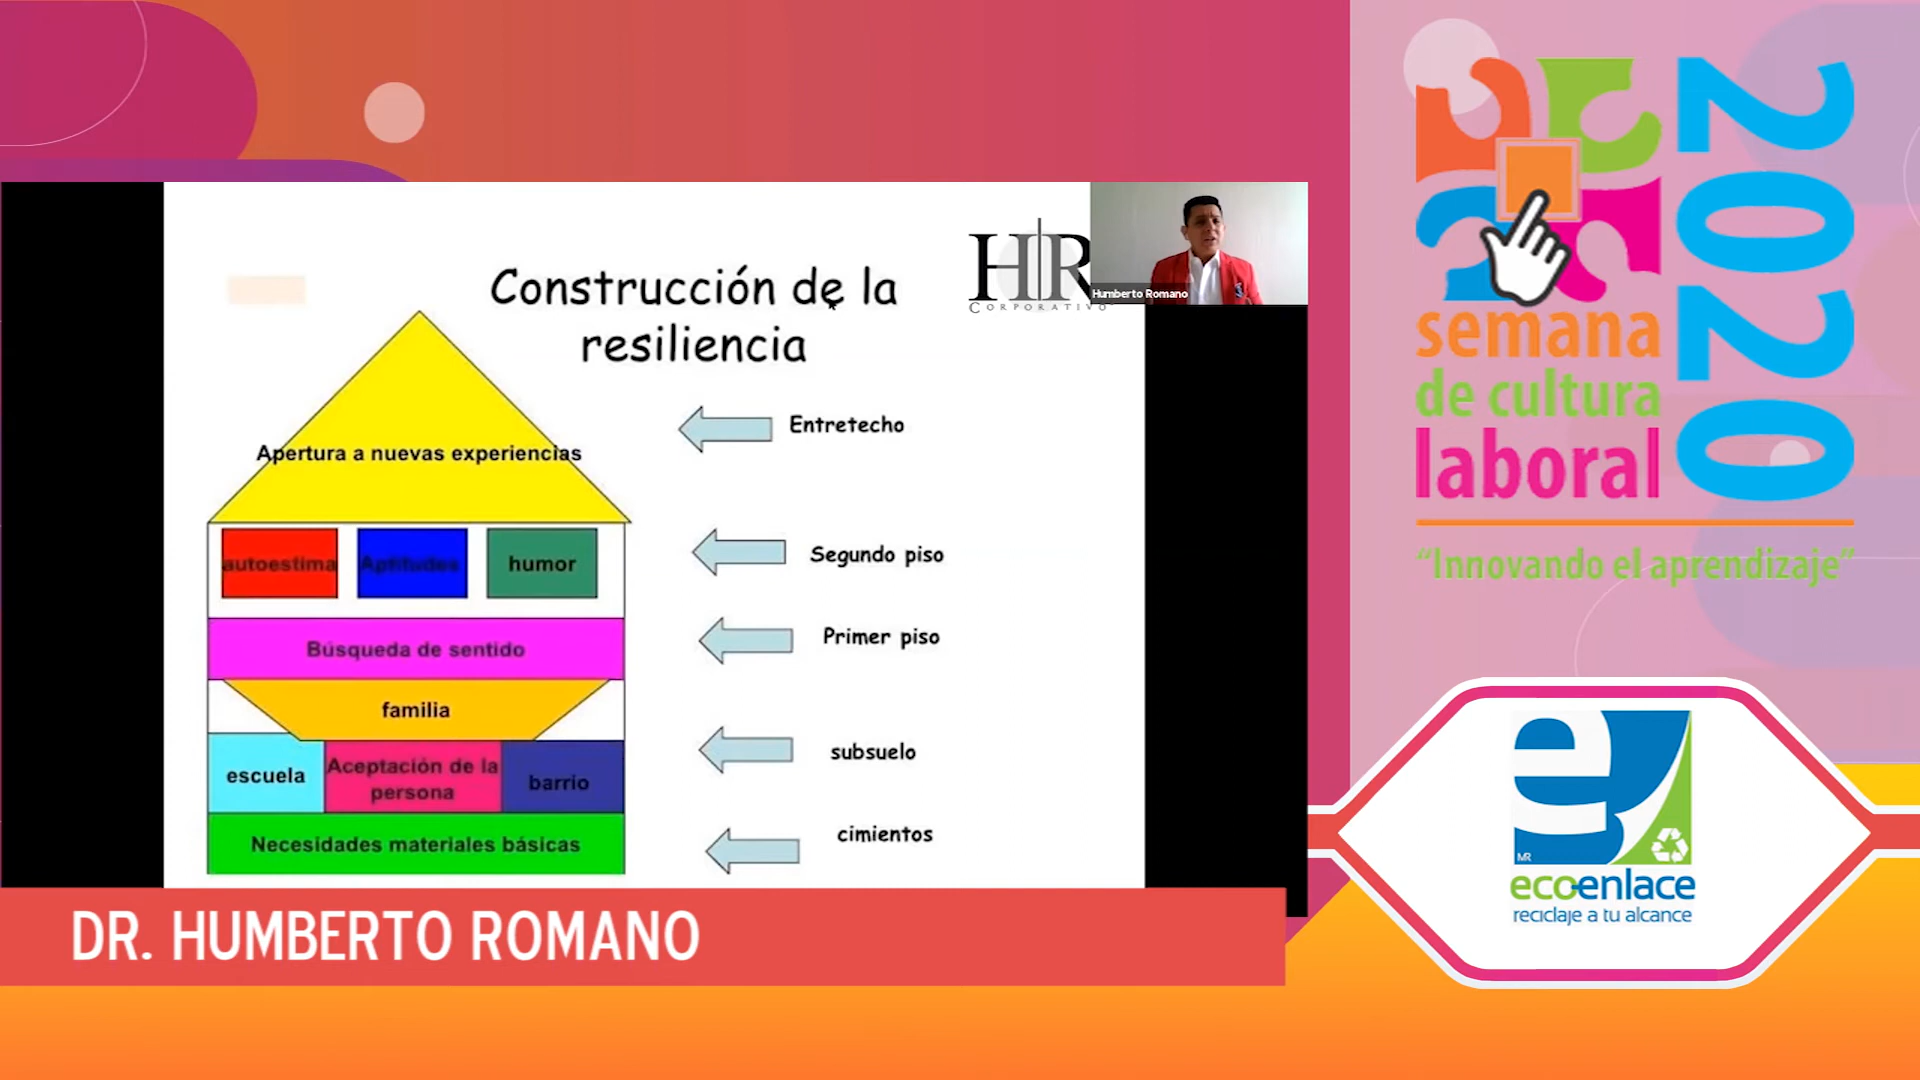 Construcción de la
resiliencia
HR
CORPORATIVO
Humberto Romano
Apertura a nuevas experiencias
Entretecho
autoestima
Aptitudes
humor
Segundo piso
Búsqueda de sentido
Primer piso
familia
escuela
Aceptación de la
persona
barrio
subsuelo
Necesidades materiales básicas
cimientos
DR. HUMBERTO ROMANO
semana
de cultura
laboral
2020
"Innovando el aprendizaje"
e
MR
eco-enlace
reciclaje a tu alcance